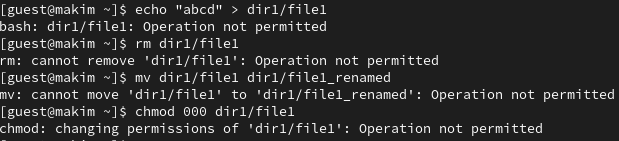 [guest@makim ~]$ echo "abcd" > dir1/file1
bash: dir1/file1: Operation not permitted
[guest@makim ~]$ rm dir1/file1
rm: cannot remove 'dir1/file1': Operation not permitted
[guest@makim ~]$ mv dir1/file1 dir1/file1_renamed
mv: cannot move 'dir1/file1' to 'dir1/file1_renamed': Operation not permitted
[guest@makim ~]$ chmod 000 dir1/file1
chmod: changing permissions of 'dir1/file1': Operation not permitted